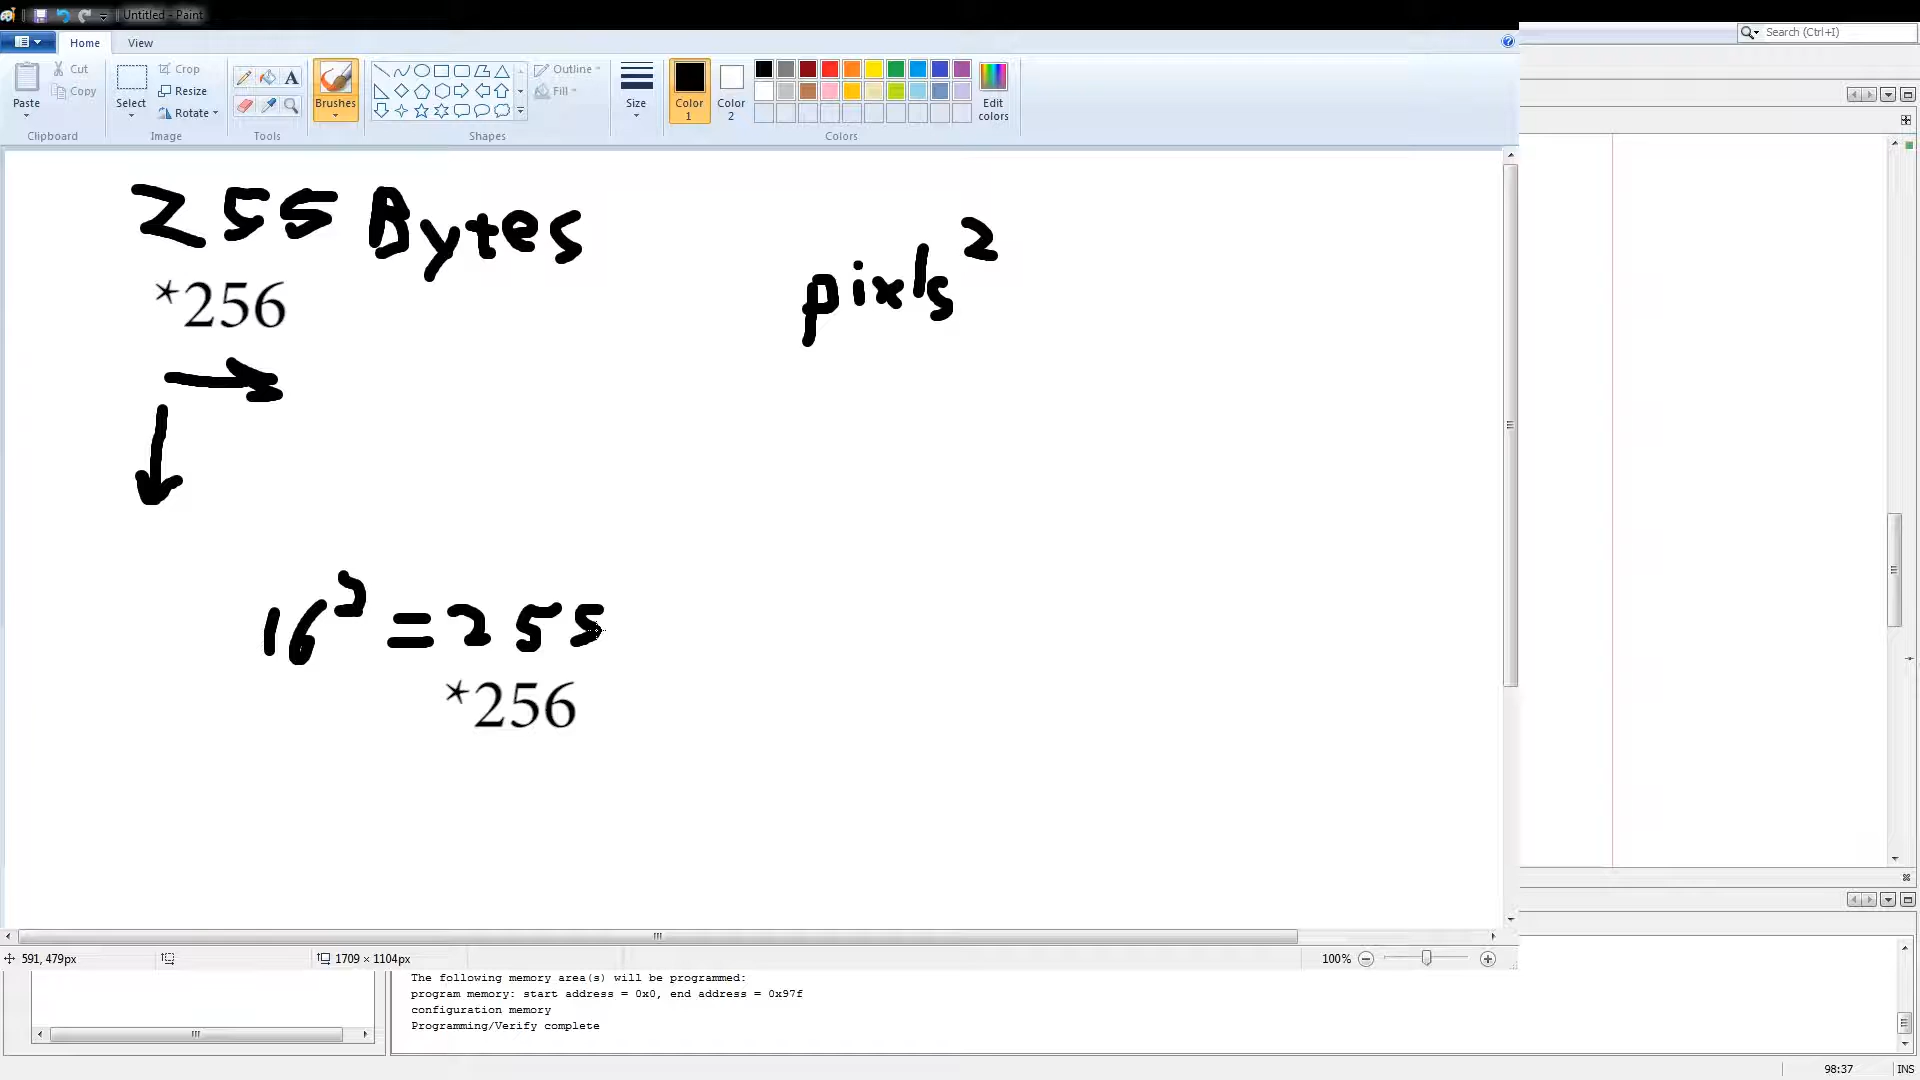 Untitled - Paint
Home View
Search (Ctrl+I)
Paste
Cut
Copy
Clipboard
Select
Crop
Resize
Rotate
Image
Tools
Brushes
Shapes
Outline
Fill
Size
Color 1
Color 2
Edit colors
Colors
255 Bytes
*256
pixls²
16² = 255
*256
591, 479px
1709 × 1104px
100%
The following memory area(s) will be programmed:
program memory: start address = 0x0, end address = 0x97f
configuration memory
Programming/Verify complete
98:37 INS